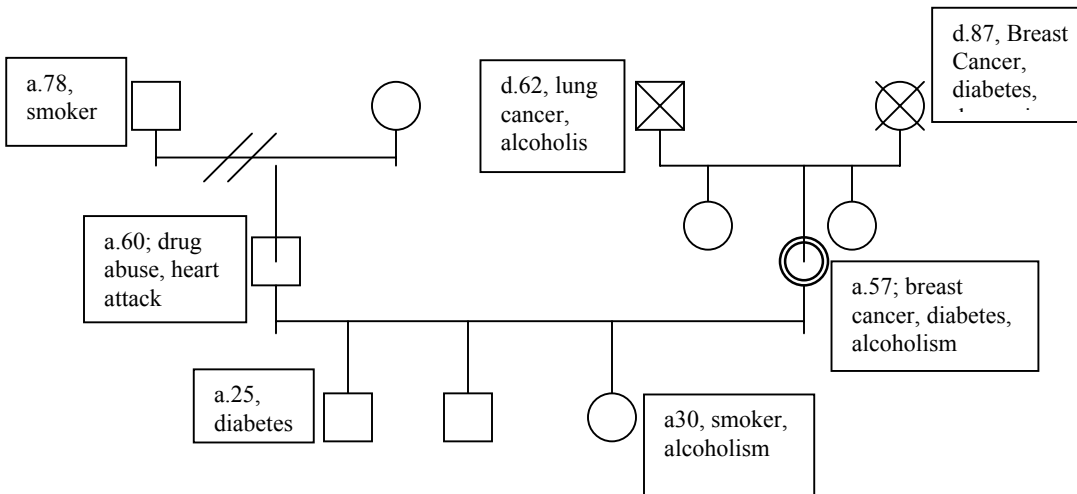 a.78,
smoker
d.62, lung
cancer,
alcoholis
d.87, Breast
Cancer,
diabetes,
a.60; drug
abuse, heart
attack
a.57; breast
cancer, diabetes,
alcoholism
a.25,
diabetes
a30, smoker,
alcoholism